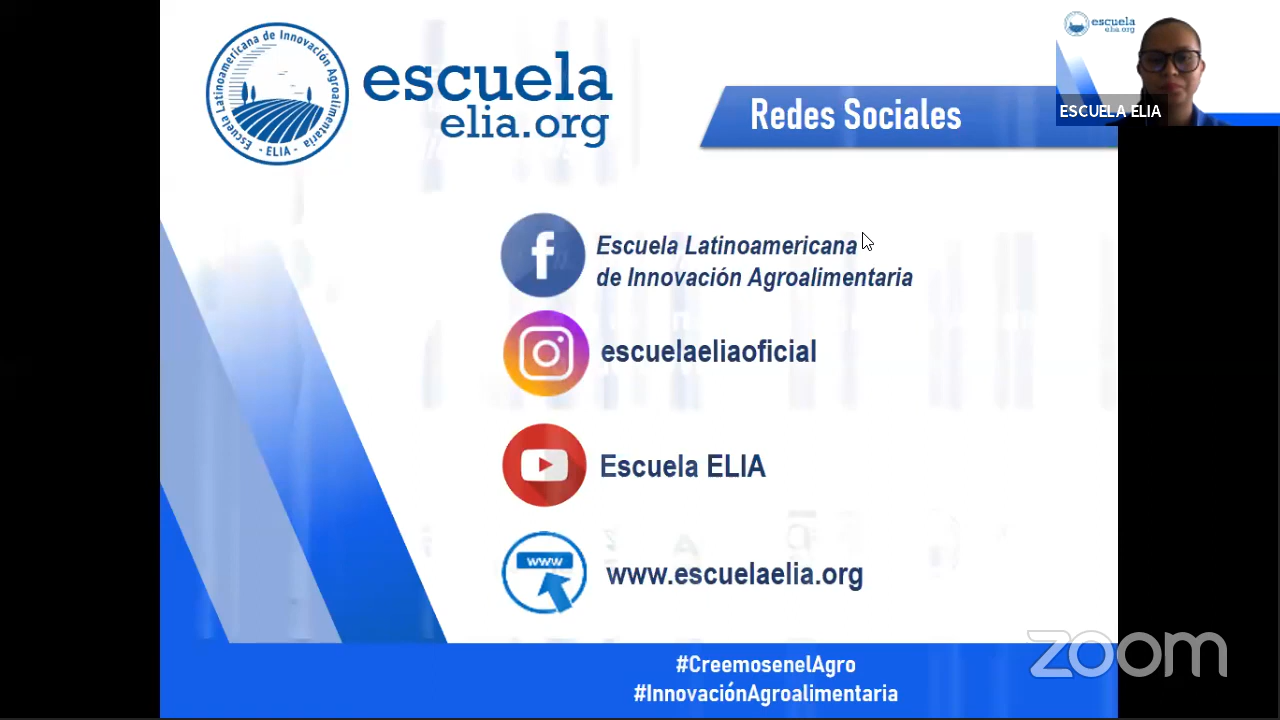 Escuela Latinoamericana de Innovación Agroalimentaria
- ELIA -
escuela
elia.org
Redes Sociales
escuela
elia.org
ESCUELA ELIA
f
Escuela Latinoamericana
de Innovación Agroalimentaria
escuelaeliaoficial
Escuela ELIA
www
www.escuelaelia.org
#CreemosenelAgro
#InnovaciónAgroalimentaria
zoom